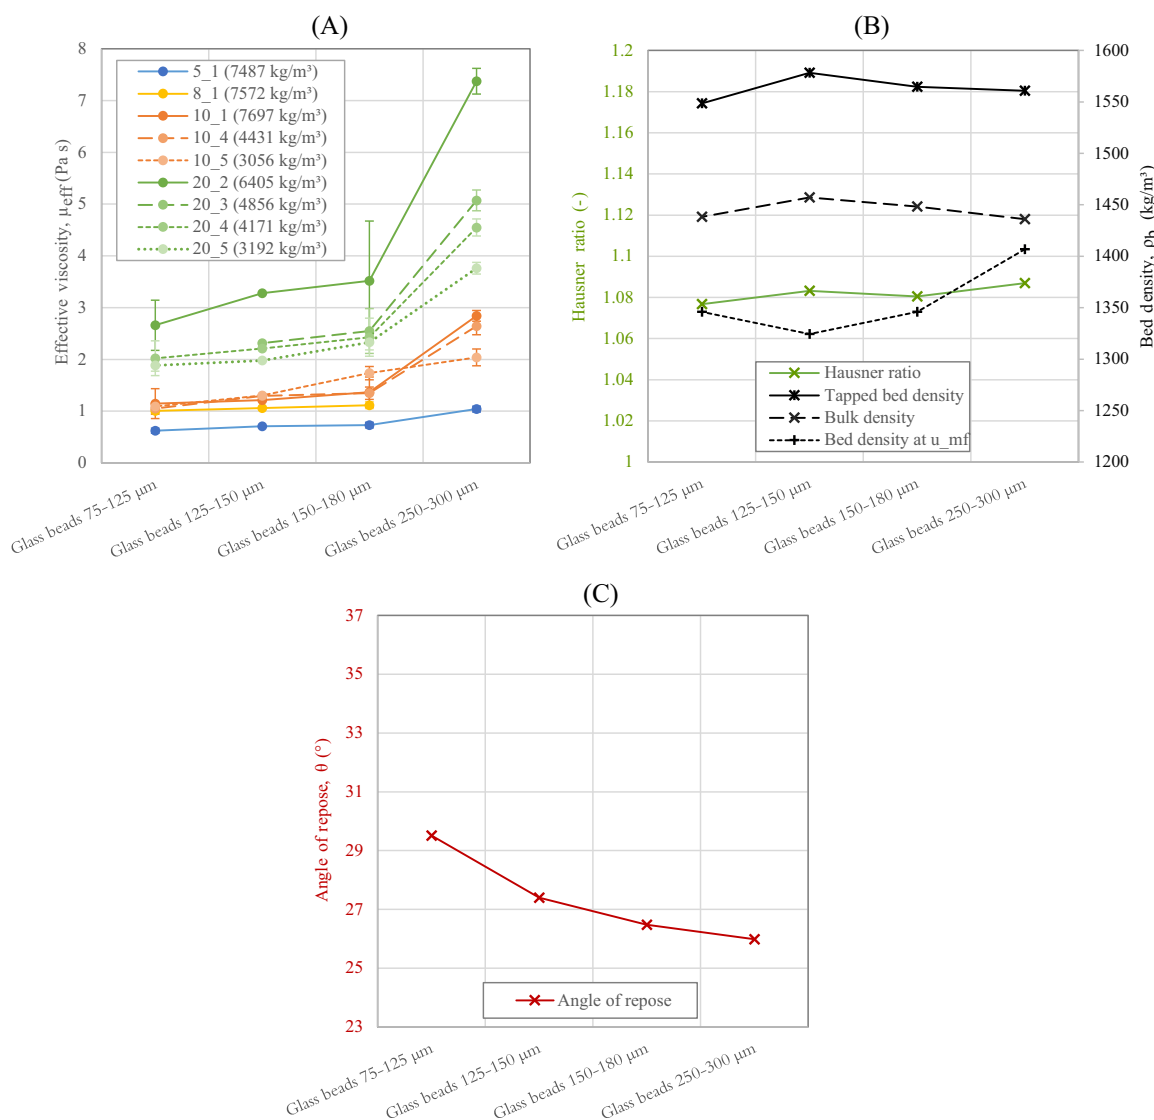 (A)
Effective viscosity, μeff (Pa s)
8
7
6
5
4
3
2
1
0
5_1 (7487 kg/m³)
8_1 (7572 kg/m³)
10_1 (7697 kg/m³)
10_4 (4431 kg/m³)
10_5 (3056 kg/m³)
20_2 (6405 kg/m³)
20_3 (4856 kg/m³)
20_4 (4171 kg/m³)
20_5 (3192 kg/m³)
Glass beads 75-125 μm
Glass beads 125-150 μm
Glass beads 150-180 μm
Glass beads 250-300 μm
(B)
Hausner ratio (-)
1.2
1.18
1.16
1.14
1.12
1.1
1.08
1.06
1.04
1.02
1
Hausner ratio
Tapped bed density
Bulk density
Bed density at u_mf
1600
1550
1500
1450
1400
1350
1300
1250
1200
Bed density, ρb (kg/m³)
Glass beads 75-125 μm
Glass beads 125-150 μm
Glass beads 150-180 μm
Glass beads 250-300 μm
(C)
Angle of repose, θ (°)
37
35
33
31
29
27
25
23
Angle of repose
Glass beads 75-125 μm
Glass beads 125-150 μm
Glass beads 150-180 μm
Glass beads 250-300 μm